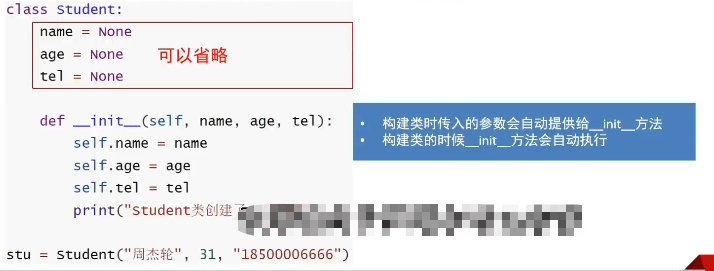 class Student:
name = None
age = None
tel = None
可以省略
def __init__(self, name, age, tel):
self.name = name
self.age = age
self.tel = tel
print("Student类创建了
stu = Student("周杰轮", 31, "18500006666")
• 构建类时传入的参数会自动提供给__init__方法
• 构建类的时候__init__方法会自动执行